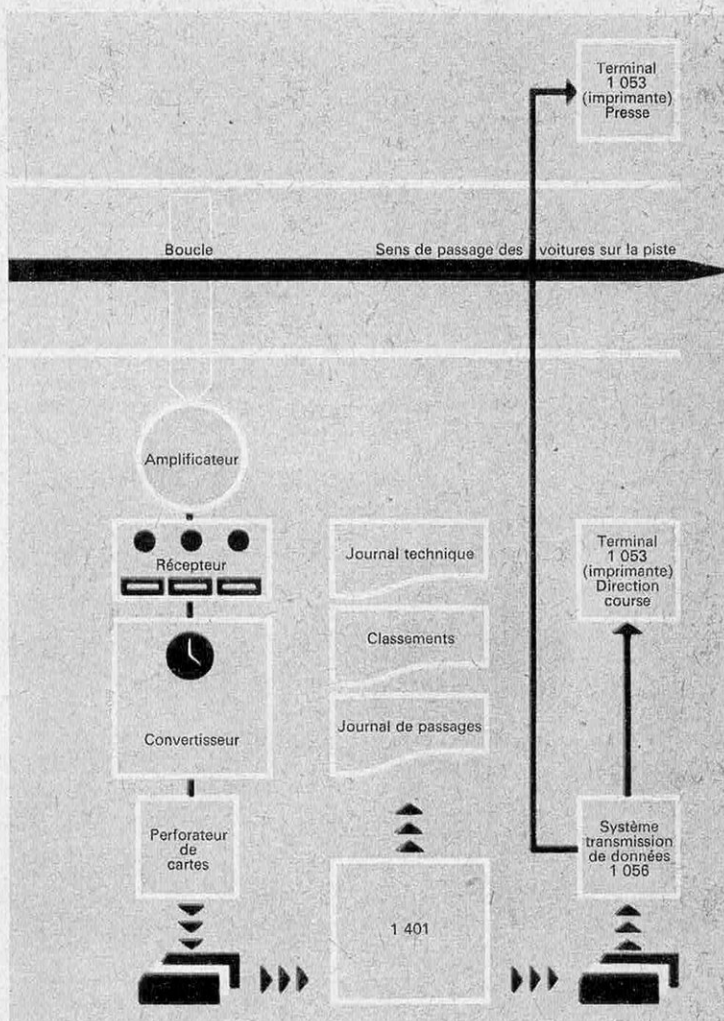 Terminal
1 053
(imprimante)
Presse
Boucle
Sens de passage des voitures sur la piste
Amplificateur
Récepteur
Journal technique
Terminal
1 053
(imprimante)
Direction
course
Classements
Convertisseur
Journal de passages
Perforateur
de
cartes
1 401
Système
transmission
de données
1 056